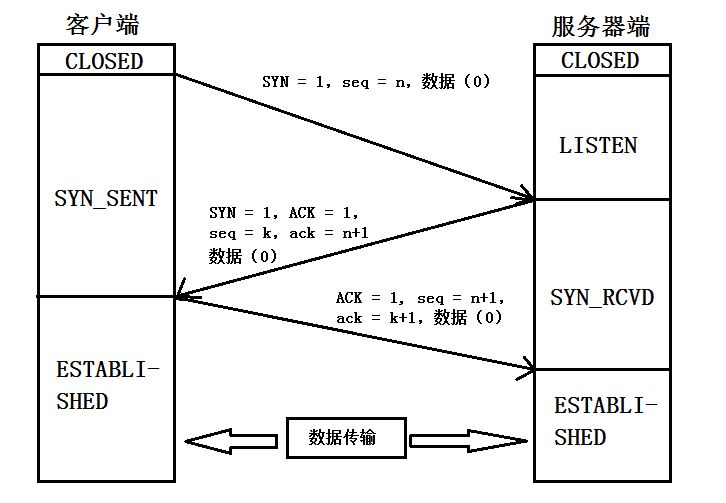 客户端
服务器端
CLOSED
CLOSED
SYN = 1, seq = n, 数据（0）
LISTEN
SYN_SENT
SYN = 1, ACK = 1,
seq = k, ack = n+1
数据（0）
ACK = 1, seq = n+1,
ack = k+1, 数据（0）
SYN_RCVD
ESTABLI-
SHED
ESTABLI-
SHED
数据传输